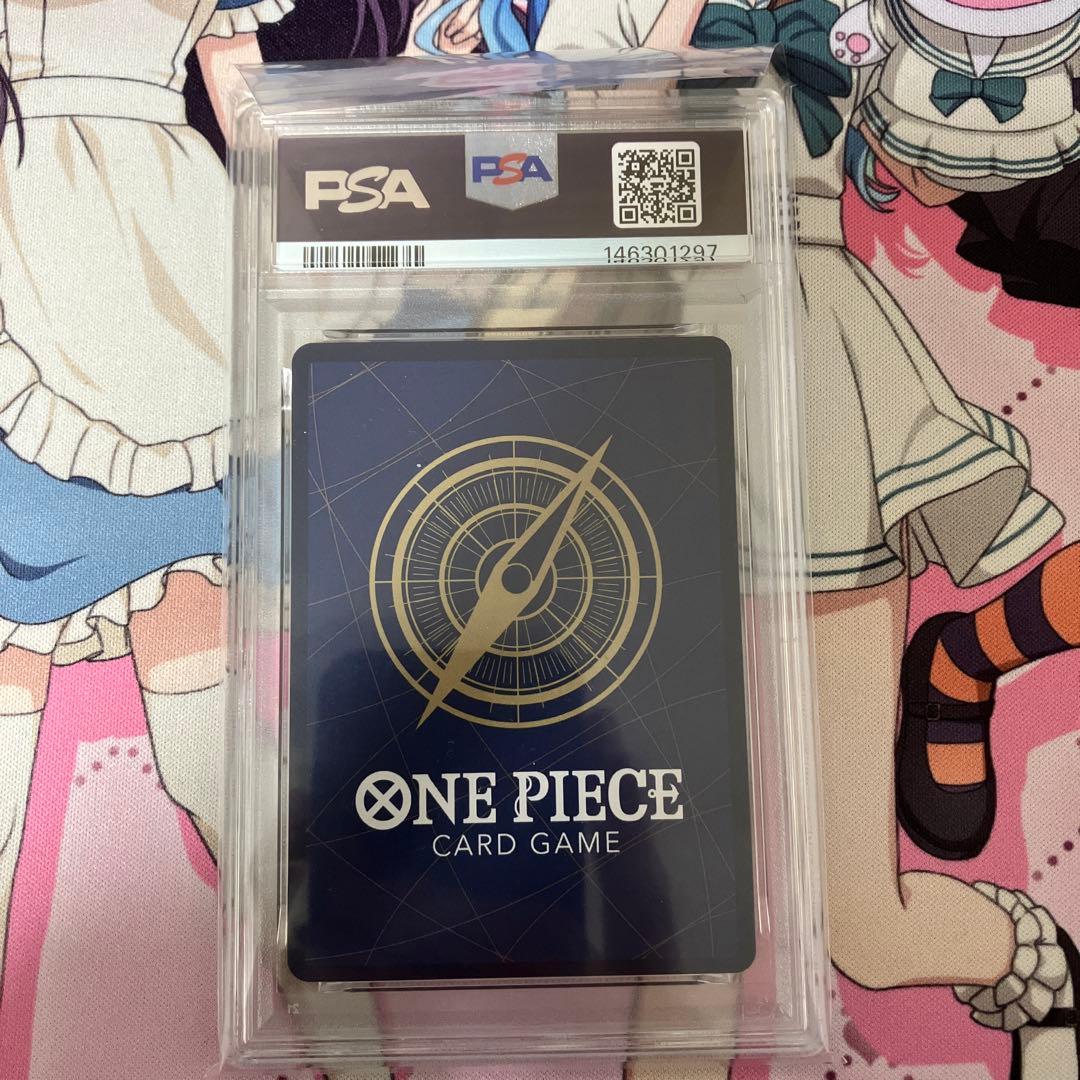 PSA
PSA
146301297
ONE PIECE
CARD GAME